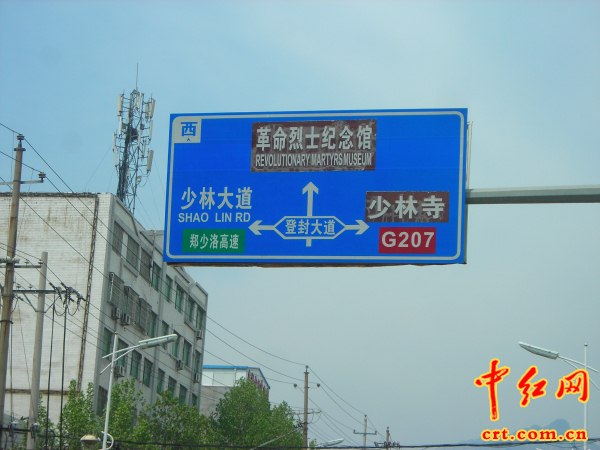 西
革命烈士纪念馆
REVOLUTIONARY MARTYRS MUSEUM
少林大道
SHAO LIN RD
郑少洛高速
登封大道
少林寺
G207
中红网
crt.com.cn